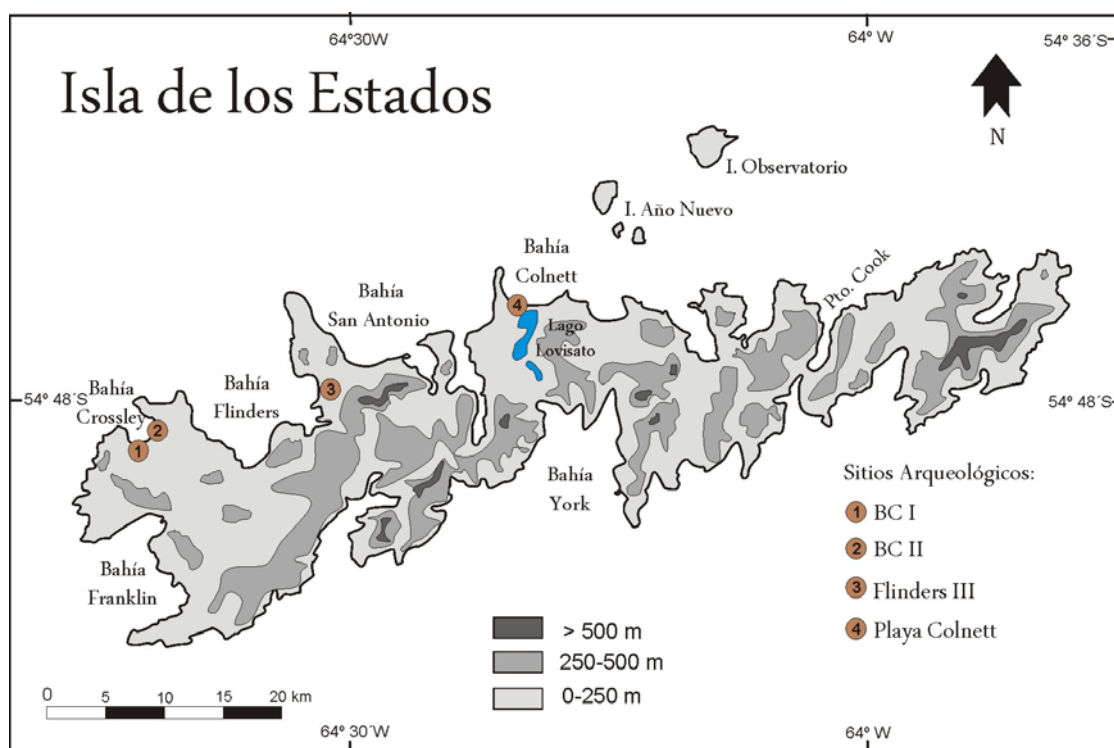 64°30W
64° W
54° 36´S
Isla de los Estados
N
I. Observatorio
I. Año Nuevo
Bahía
Colnett
Pto. Cook
Bahía
San Antonio
4
Lago
Lovisato
Bahía
Flinders
3
Bahía
Crossley
54° 48´S
54° 48´S
2
1
Bahía
York
Bahía
Franklin
Sitios Arqueológicos:
1 BC I
2 BC II
3 Flinders III
4 Playa Colnett
> 500 m
250-500 m
0-250 m
0 5 10 15 20 km
64° 30´W
64° W